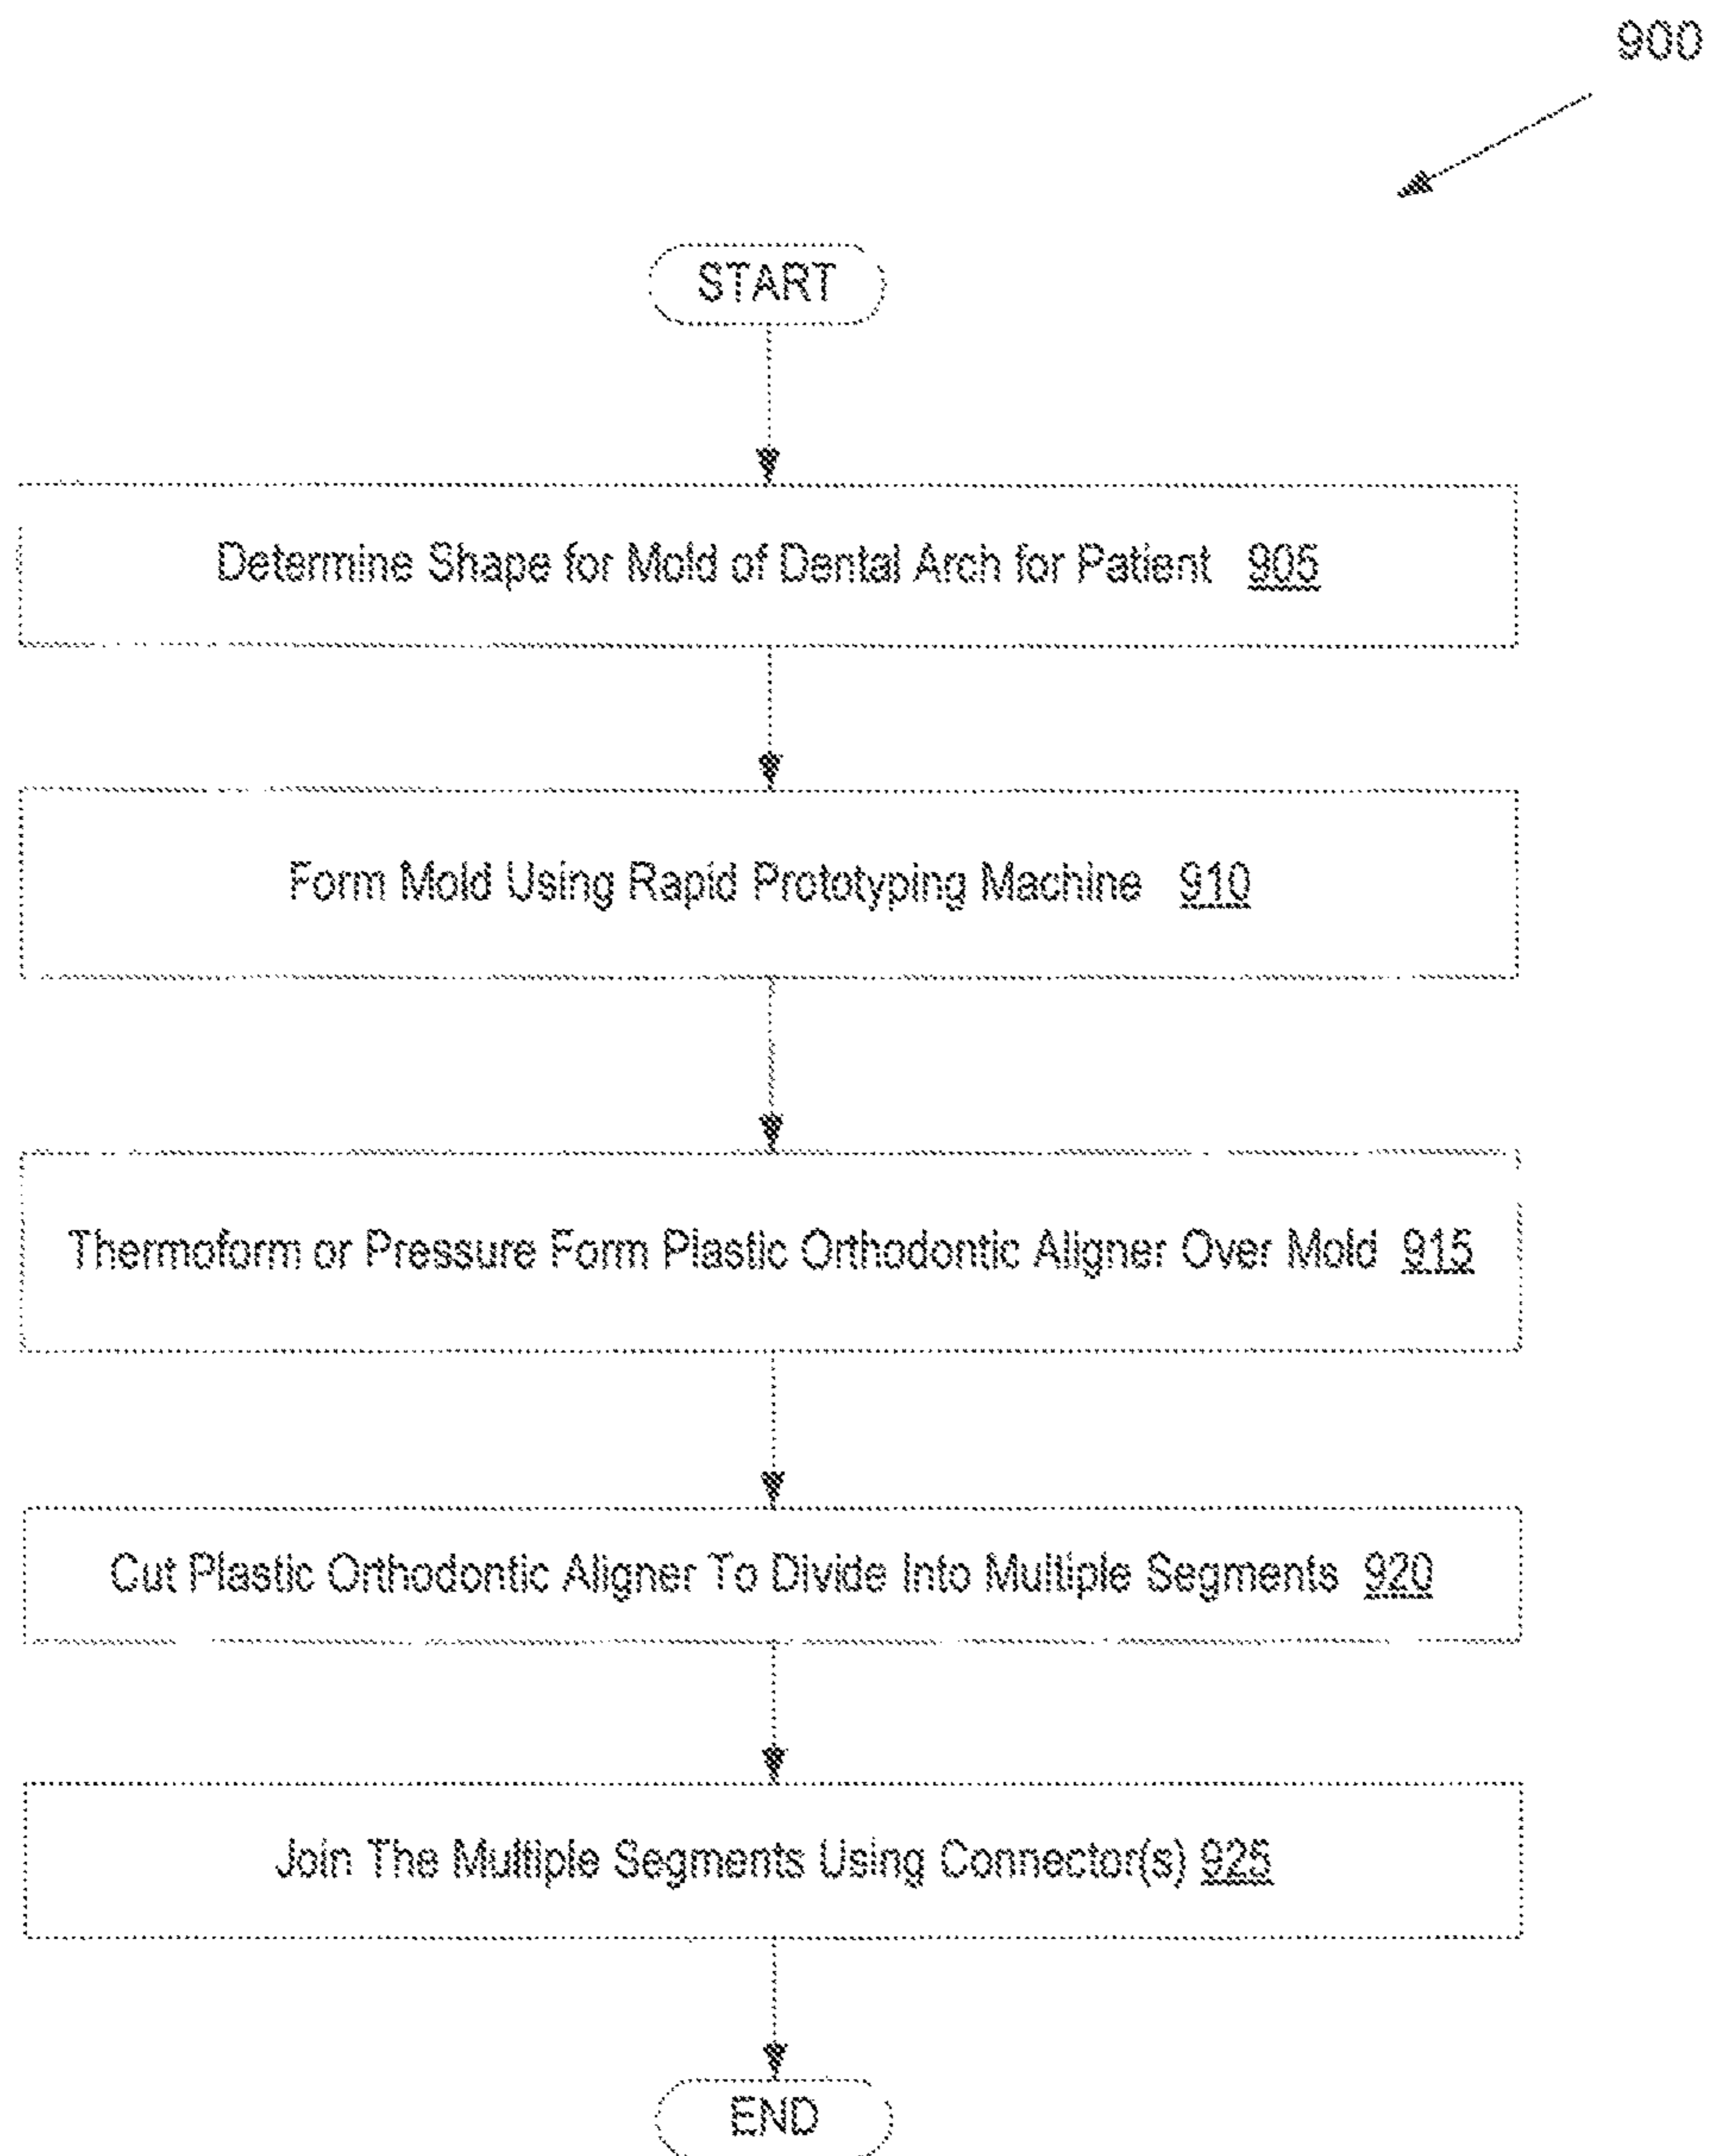 900
START
Determine Shape for Mold of Dental Arch for Patient 905
Form Mold Using Rapid Prototyping Machine 910
Thermoform or Pressure Form Plastic Orthodontic Aligner Over Mold 915
Cut Plastic Orthodontic Aligner To Divide Into Multiple Segments 920
Join The Multiple Segments Using Connector(s) 925
END